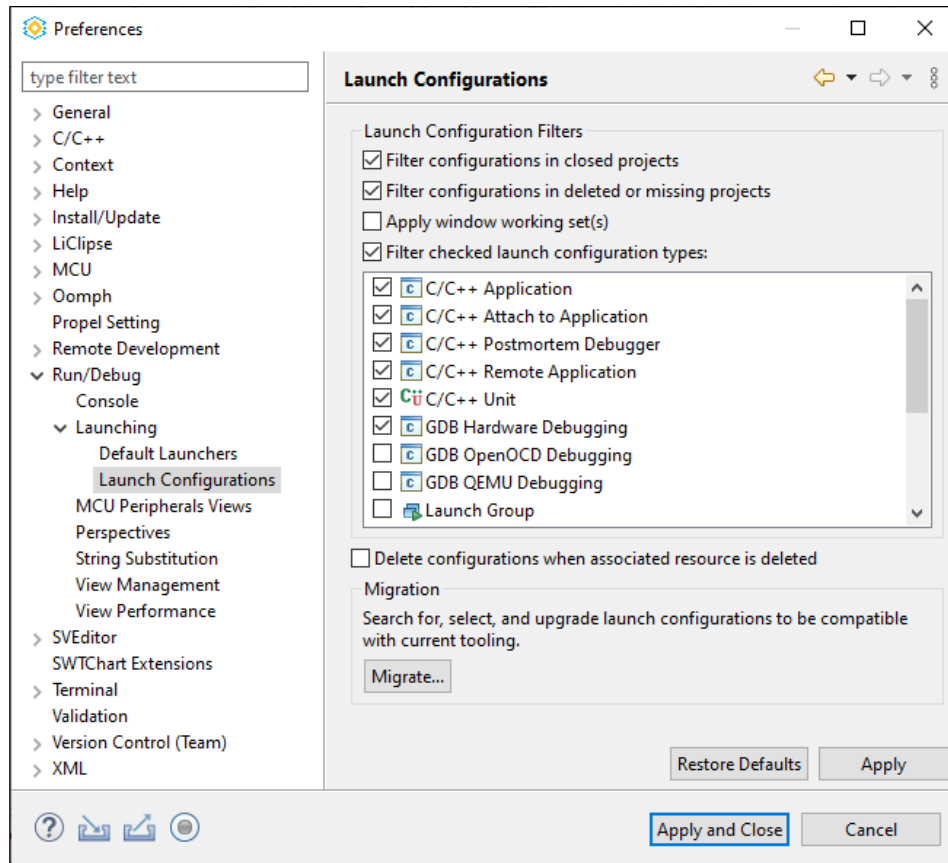 Preferences
type filter text
General
C/C++
Context
Help
Install/Update
LiClipse
MCU
Oomph
Propel Setting
Remote Development
Run/Debug
Console
Launching
Default Launchers
Launch Configurations
MCU Peripherals Views
Perspectives
String Substitution
View Management
View Performance
SVEditor
SWTChart Extensions
Terminal
Validation
Version Control (Team)
XML
Launch Configurations
Launch Configuration Filters
Filter configurations in closed projects
Filter configurations in deleted or missing projects
Apply window working set(s)
Filter checked launch configuration types:
C/C++ Application
C/C++ Attach to Application
C/C++ Postmortem Debugger
C/C++ Remote Application
C/C++ Unit
GDB Hardware Debugging
GDB OpenOCD Debugging
GDB QEMU Debugging
Launch Group
Delete configurations when associated resource is deleted
Migration
Search for, select, and upgrade launch configurations to be compatible
with current tooling.
Migrate...
Restore Defaults
Apply
Apply and Close
Cancel